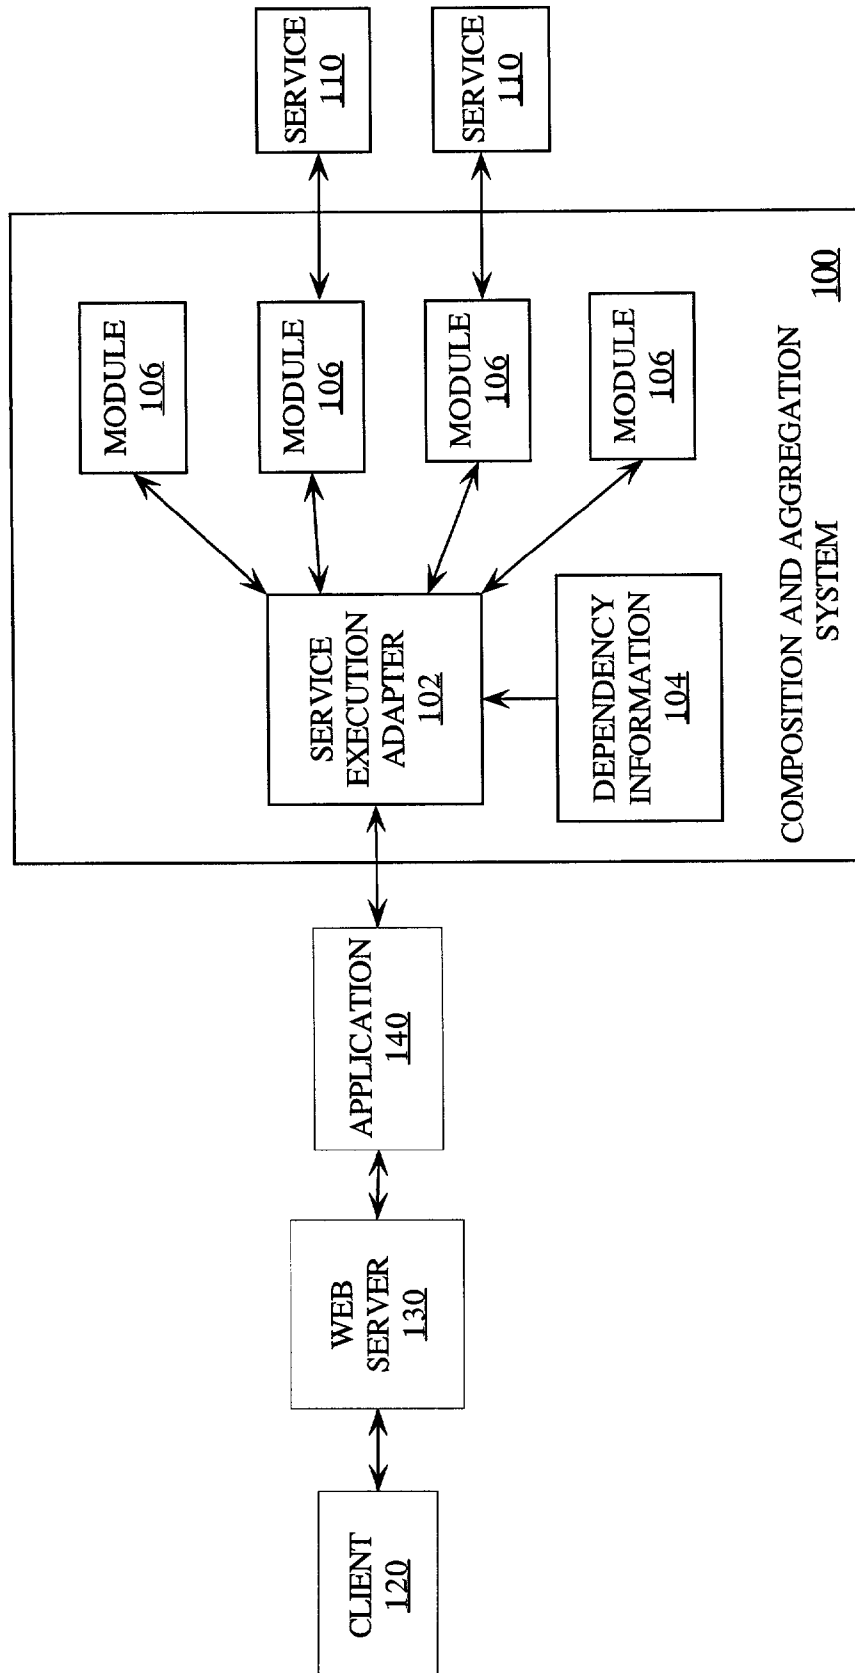 CLIENT
120
WEB
SERVER
130
APPLICATION
140
SERVICE
EXECUTION
ADAPTER
102
DEPENDENCY
INFORMATION
104
MODULE
106
MODULE
106
MODULE
106
MODULE
106
SERVICE
110
SERVICE
110
COMPOSITION AND AGGREGATION
SYSTEM
100